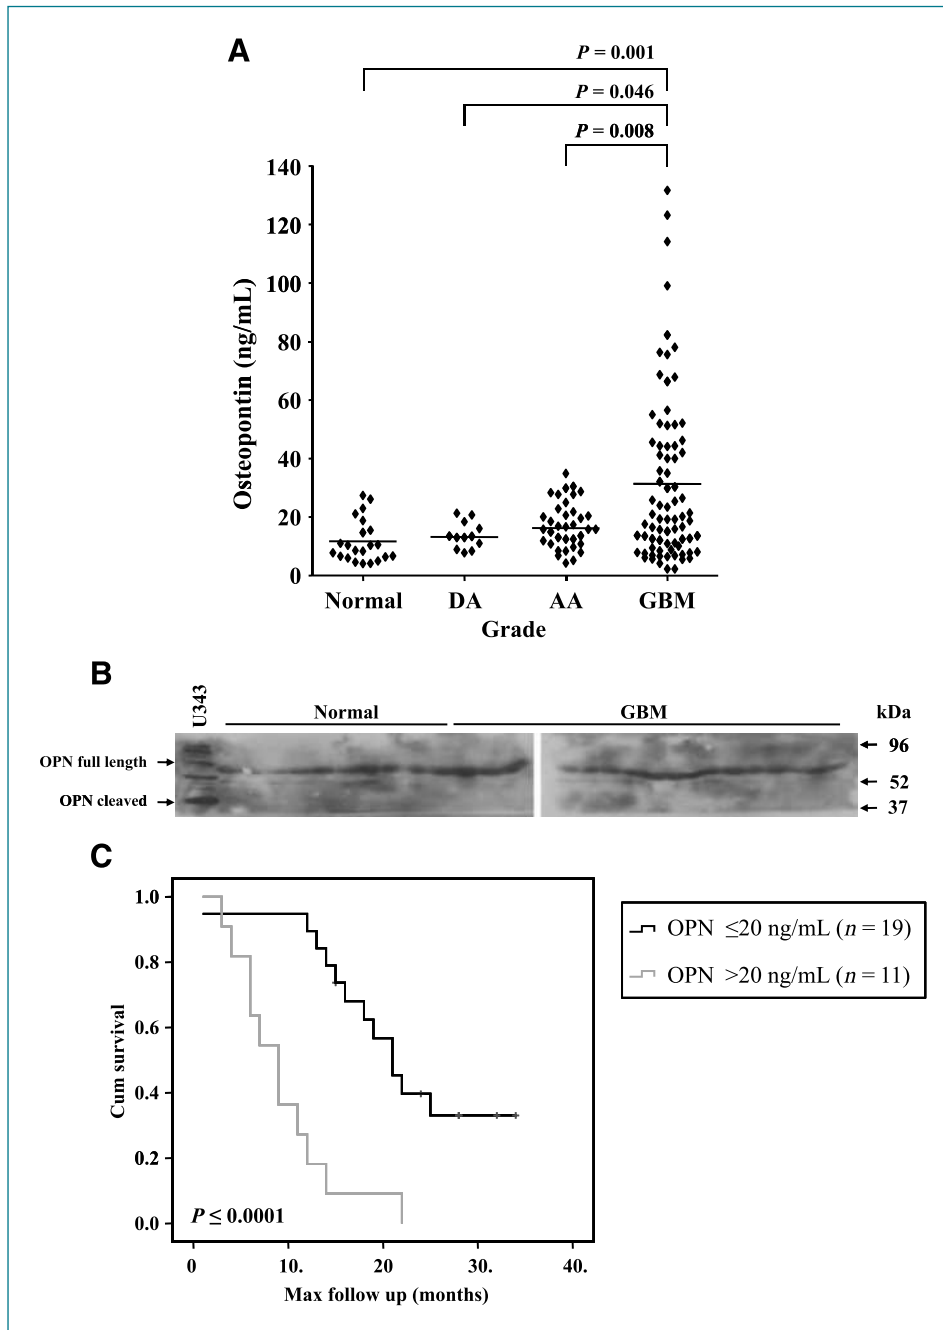 A
P = 0.001
P = 0.046
P = 0.008
140
120
100
80
60
40
20
0
Osteopontin (ng/mL)
Normal DA AA GBM
Grade
B
U343
Normal GBM kDa
OPN full length
OPN cleaved
96
52
37
C
1.0
0.8
0.6
0.4
0.2
0.0
Cum survival
P ≤ 0.0001
0 10. 20 30. 40.
Max follow up (months)
OPN ≤20 ng/mL (n = 19)
OPN >20 ng/mL (n = 11)